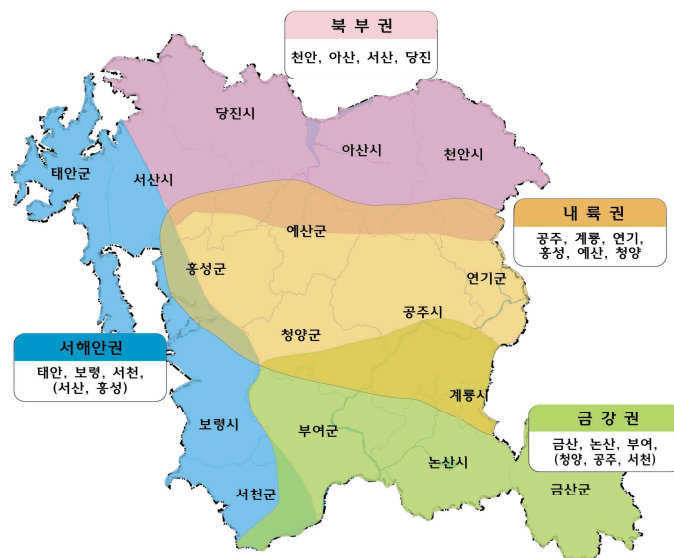 북 부 권
천안, 아산, 서산, 당진
당진시
아산시
천안시
태안군
서산시
내 륙 권
공주, 계룡, 연기,
홍성, 예산, 청양
예산군
홍성군
연기군
공주시
청양군
서해안권
태안, 보령, 서천,
(서산, 홍성)
계룡시
보령시
부여군
금 강 권
금산, 논산, 부여,
(청양, 공주, 서천)
논산시
서천군
금산군